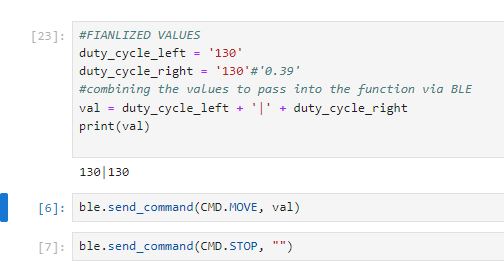 [23]: #FIANLIZED VALUES
duty_cycle_left = '130'
duty_cycle_right = '130'#'0.39'
#combining the values to pass into the function via BLE
val = duty_cycle_left + '|' + duty_cycle_right
print(val)
130|130
[6]: ble.send_command(CMD.MOVE, val)
[7]: ble.send_command(CMD.STOP, "")